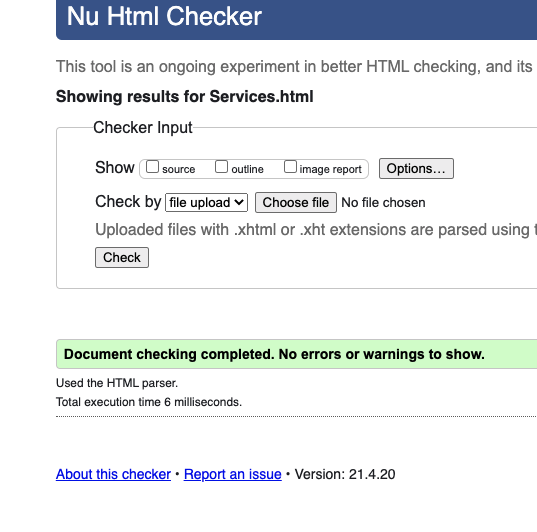 Nu Html Checker
This tool is an ongoing experiment in better HTML checking, and its
Showing results for Services.html
Checker Input
Show source outline image report Options...
Check by file upload Choose file No file chosen
Uploaded files with .xhtml or .xht extensions are parsed using t
Check
Document checking completed. No errors or warnings to show.
Used the HTML parser.
Total execution time 6 milliseconds.
About this checker • Report an issue • Version: 21.4.20